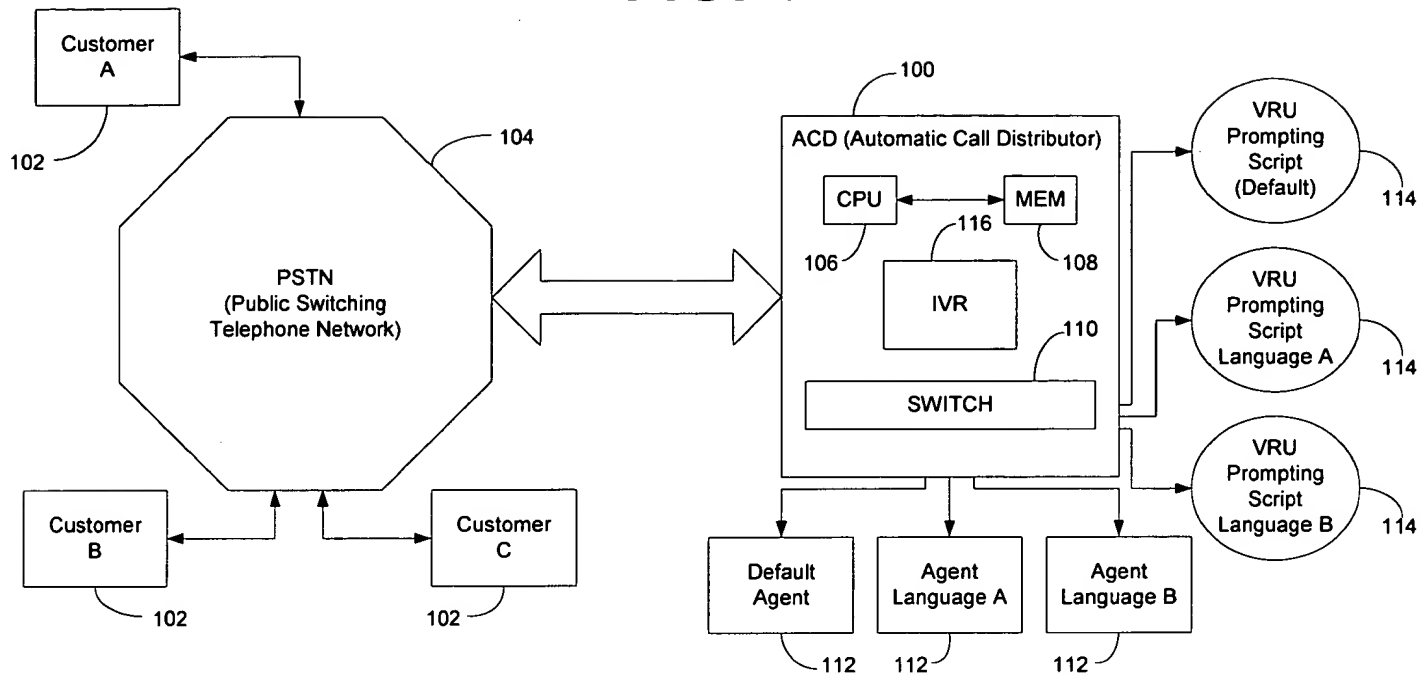 Customer
A
102
104
PSTN
(Public Switching
Telephone Network)
Customer
B
102
Customer
C
102
100
ACD (Automatic Call Distributor)
CPU
MEM
106
116
108
IVR
110
SWITCH
VRU
Prompting
Script
(Default)
114
VRU
Prompting
Script
Language A
114
VRU
Prompting
Script
Language B
114
Default
Agent
112
Agent
Language A
112
Agent
Language B
112